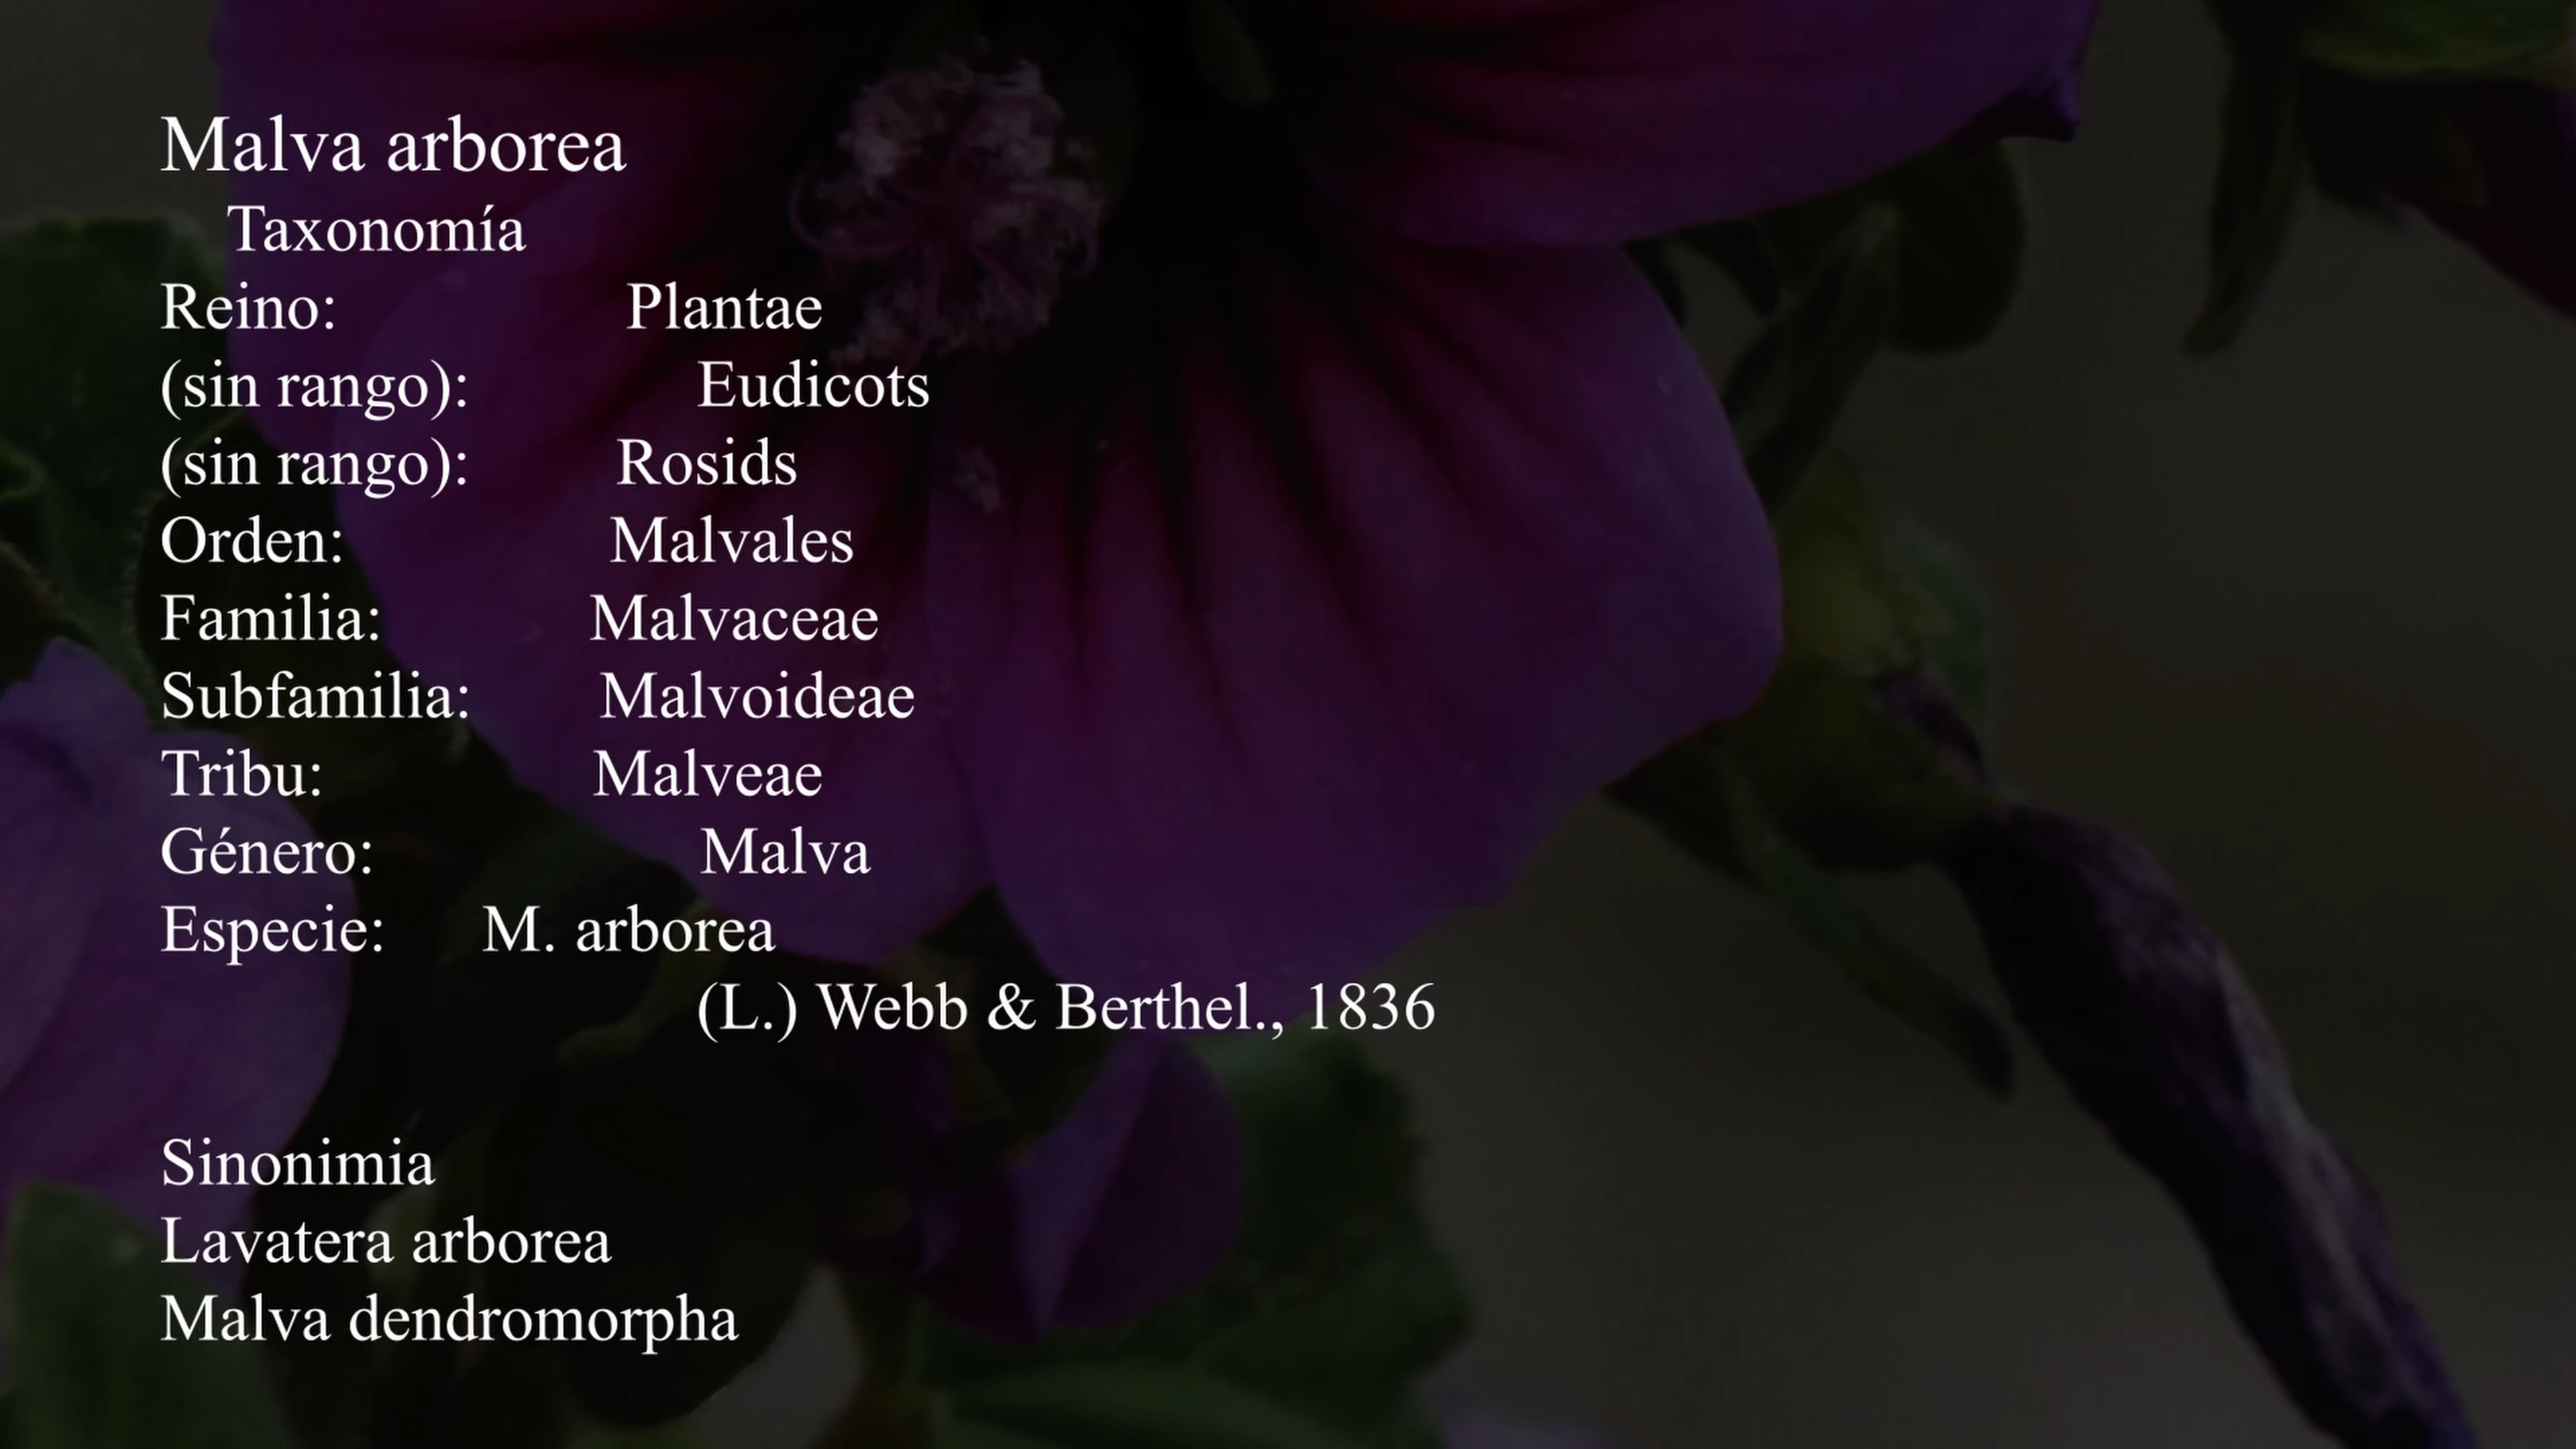 Malva arborea
Taxonomía
Reino: Plantae
(sin rango): Eudicots
(sin rango): Rosids
Orden: Malvales
Familia: Malvaceae
Subfamilia: Malvoideae
Tribu: Malveae
Género: Malva
Especie: M. arborea
(L.) Webb & Berthel., 1836
Sinonimia
Lavatera arborea
Malva dendromorpha